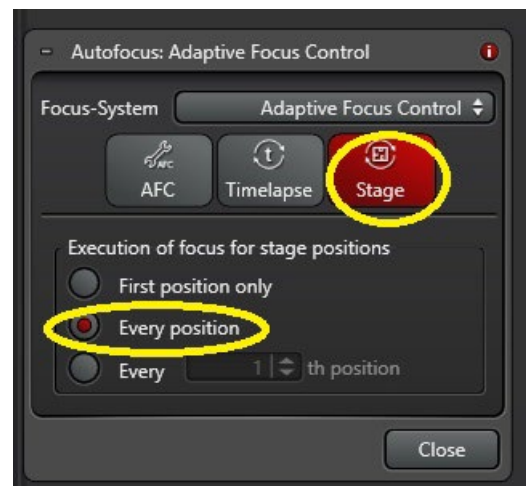 Autofocus: Adaptive Focus Control
Focus-System Adaptive Focus Control
AFC
AFC Timelapse Stage
Execution of focus for stage positions
First position only
Every position
Every 1 th position
Close